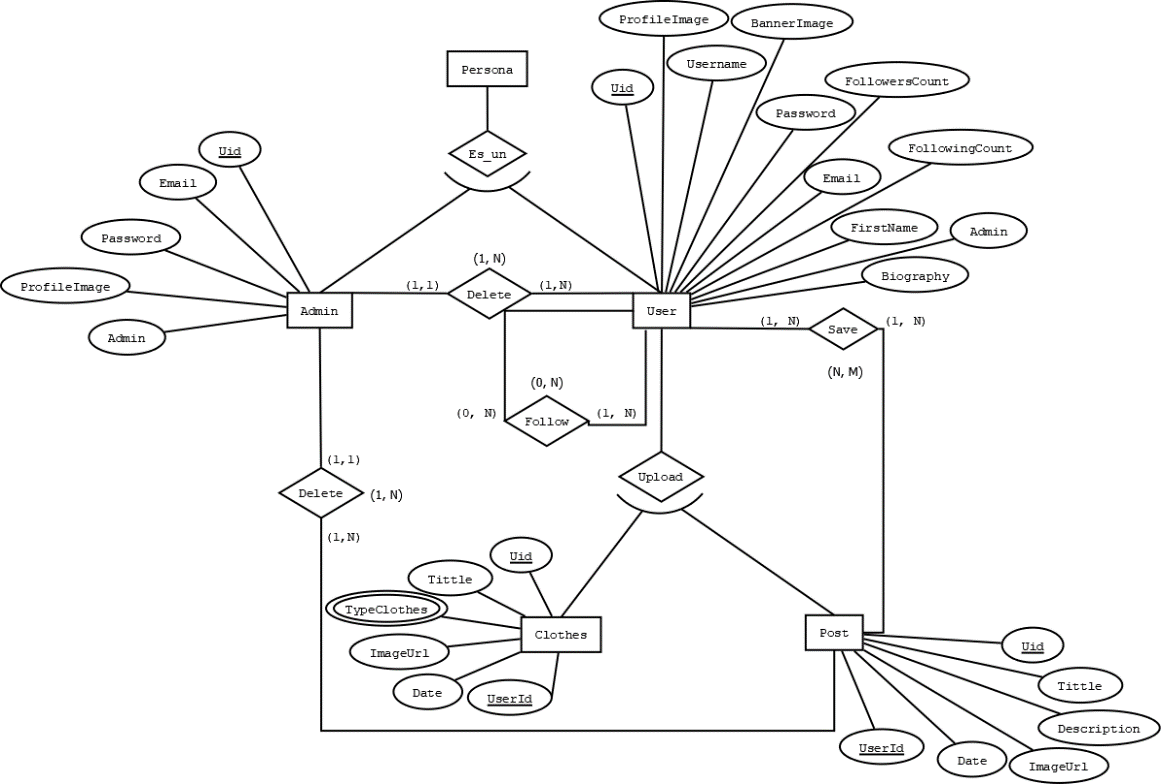 ProfileImage
BannerImage
Persona
Username
Uid
FollowersCount
Password
Es_un
Uid
FollowingCount
Email
Email
FirstName
Admin
Password
Biography
ProfileImage
(1, N)
(1,1)
Delete
(1,N)
Admin
User
Admin
(1, N)
Save
(1, N)
(N, M)
(0, N)
(0, N)
Follow
(1, N)
(1,1)
Upload
Delete
(1, N)
(1,N)
Uid
Tittle
TypeClothes
Clothes
Post
ImageUrl
Uid
Date
UserId
Tittle
Description
UserId
Date
ImageUrl